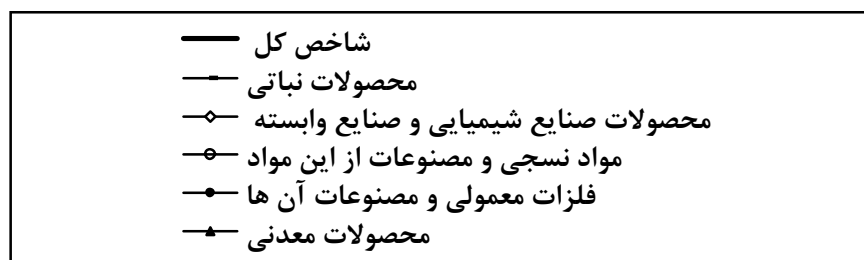 شاخص کل
محصولات نباتی
محصولات صنایع شیمیایی و صنایع وابسته
مواد نسجی و مصنوعات از این مواد
فلزات معمولی و مصنوعات آن ها
محصولات معدنی